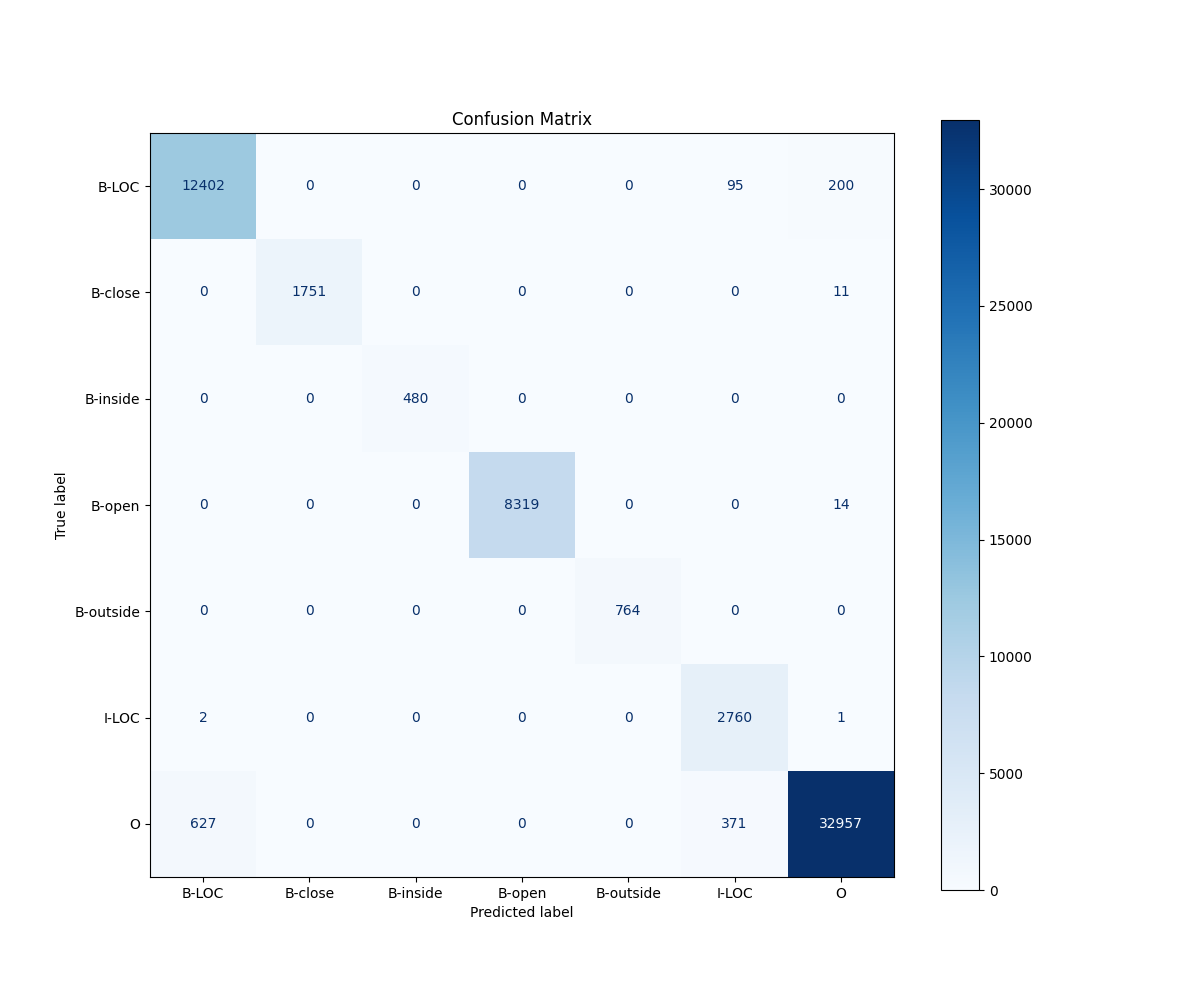 Confusion Matrix
B-LOC 12402 0 0 0 0 95 200
B-close 0 1751 0 0 0 0 11
B-inside 0 0 480 0 0 0 0
B-open 0 0 0 8319 0 0 14
B-outside 0 0 0 0 764 0 0
I-LOC 2 0 0 0 0 2760 1
O 627 0 0 0 0 371 32957
B-LOC B-close B-inside B-open B-outside I-LOC O
Predicted label
True label
30000
25000
20000
15000
10000
5000
0